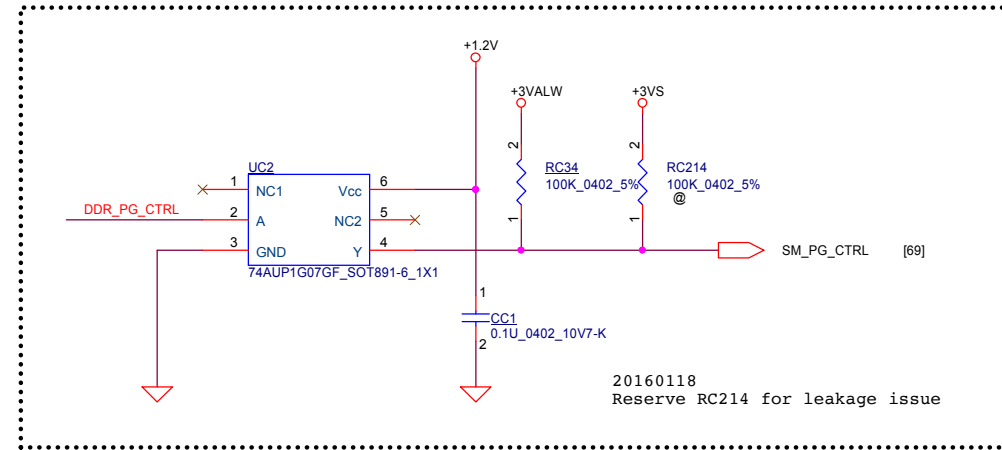 +1.2V
+3VALW
+3VS
2
2
UC2
RC34
RC214
100K_0402_5%
100K_0402_5%
@
1
NC1
Vcc
6
1
1
DDR_PG_CTRL
2
A
NC2
5
3
GND
Y
4
SM_PG_CTRL
[69]
74AUP1G07GF_SOT891-6_1X1
1
CC1
0.1U_0402_10V7-K
2
20160118
Reserve RC214 for leakage issue